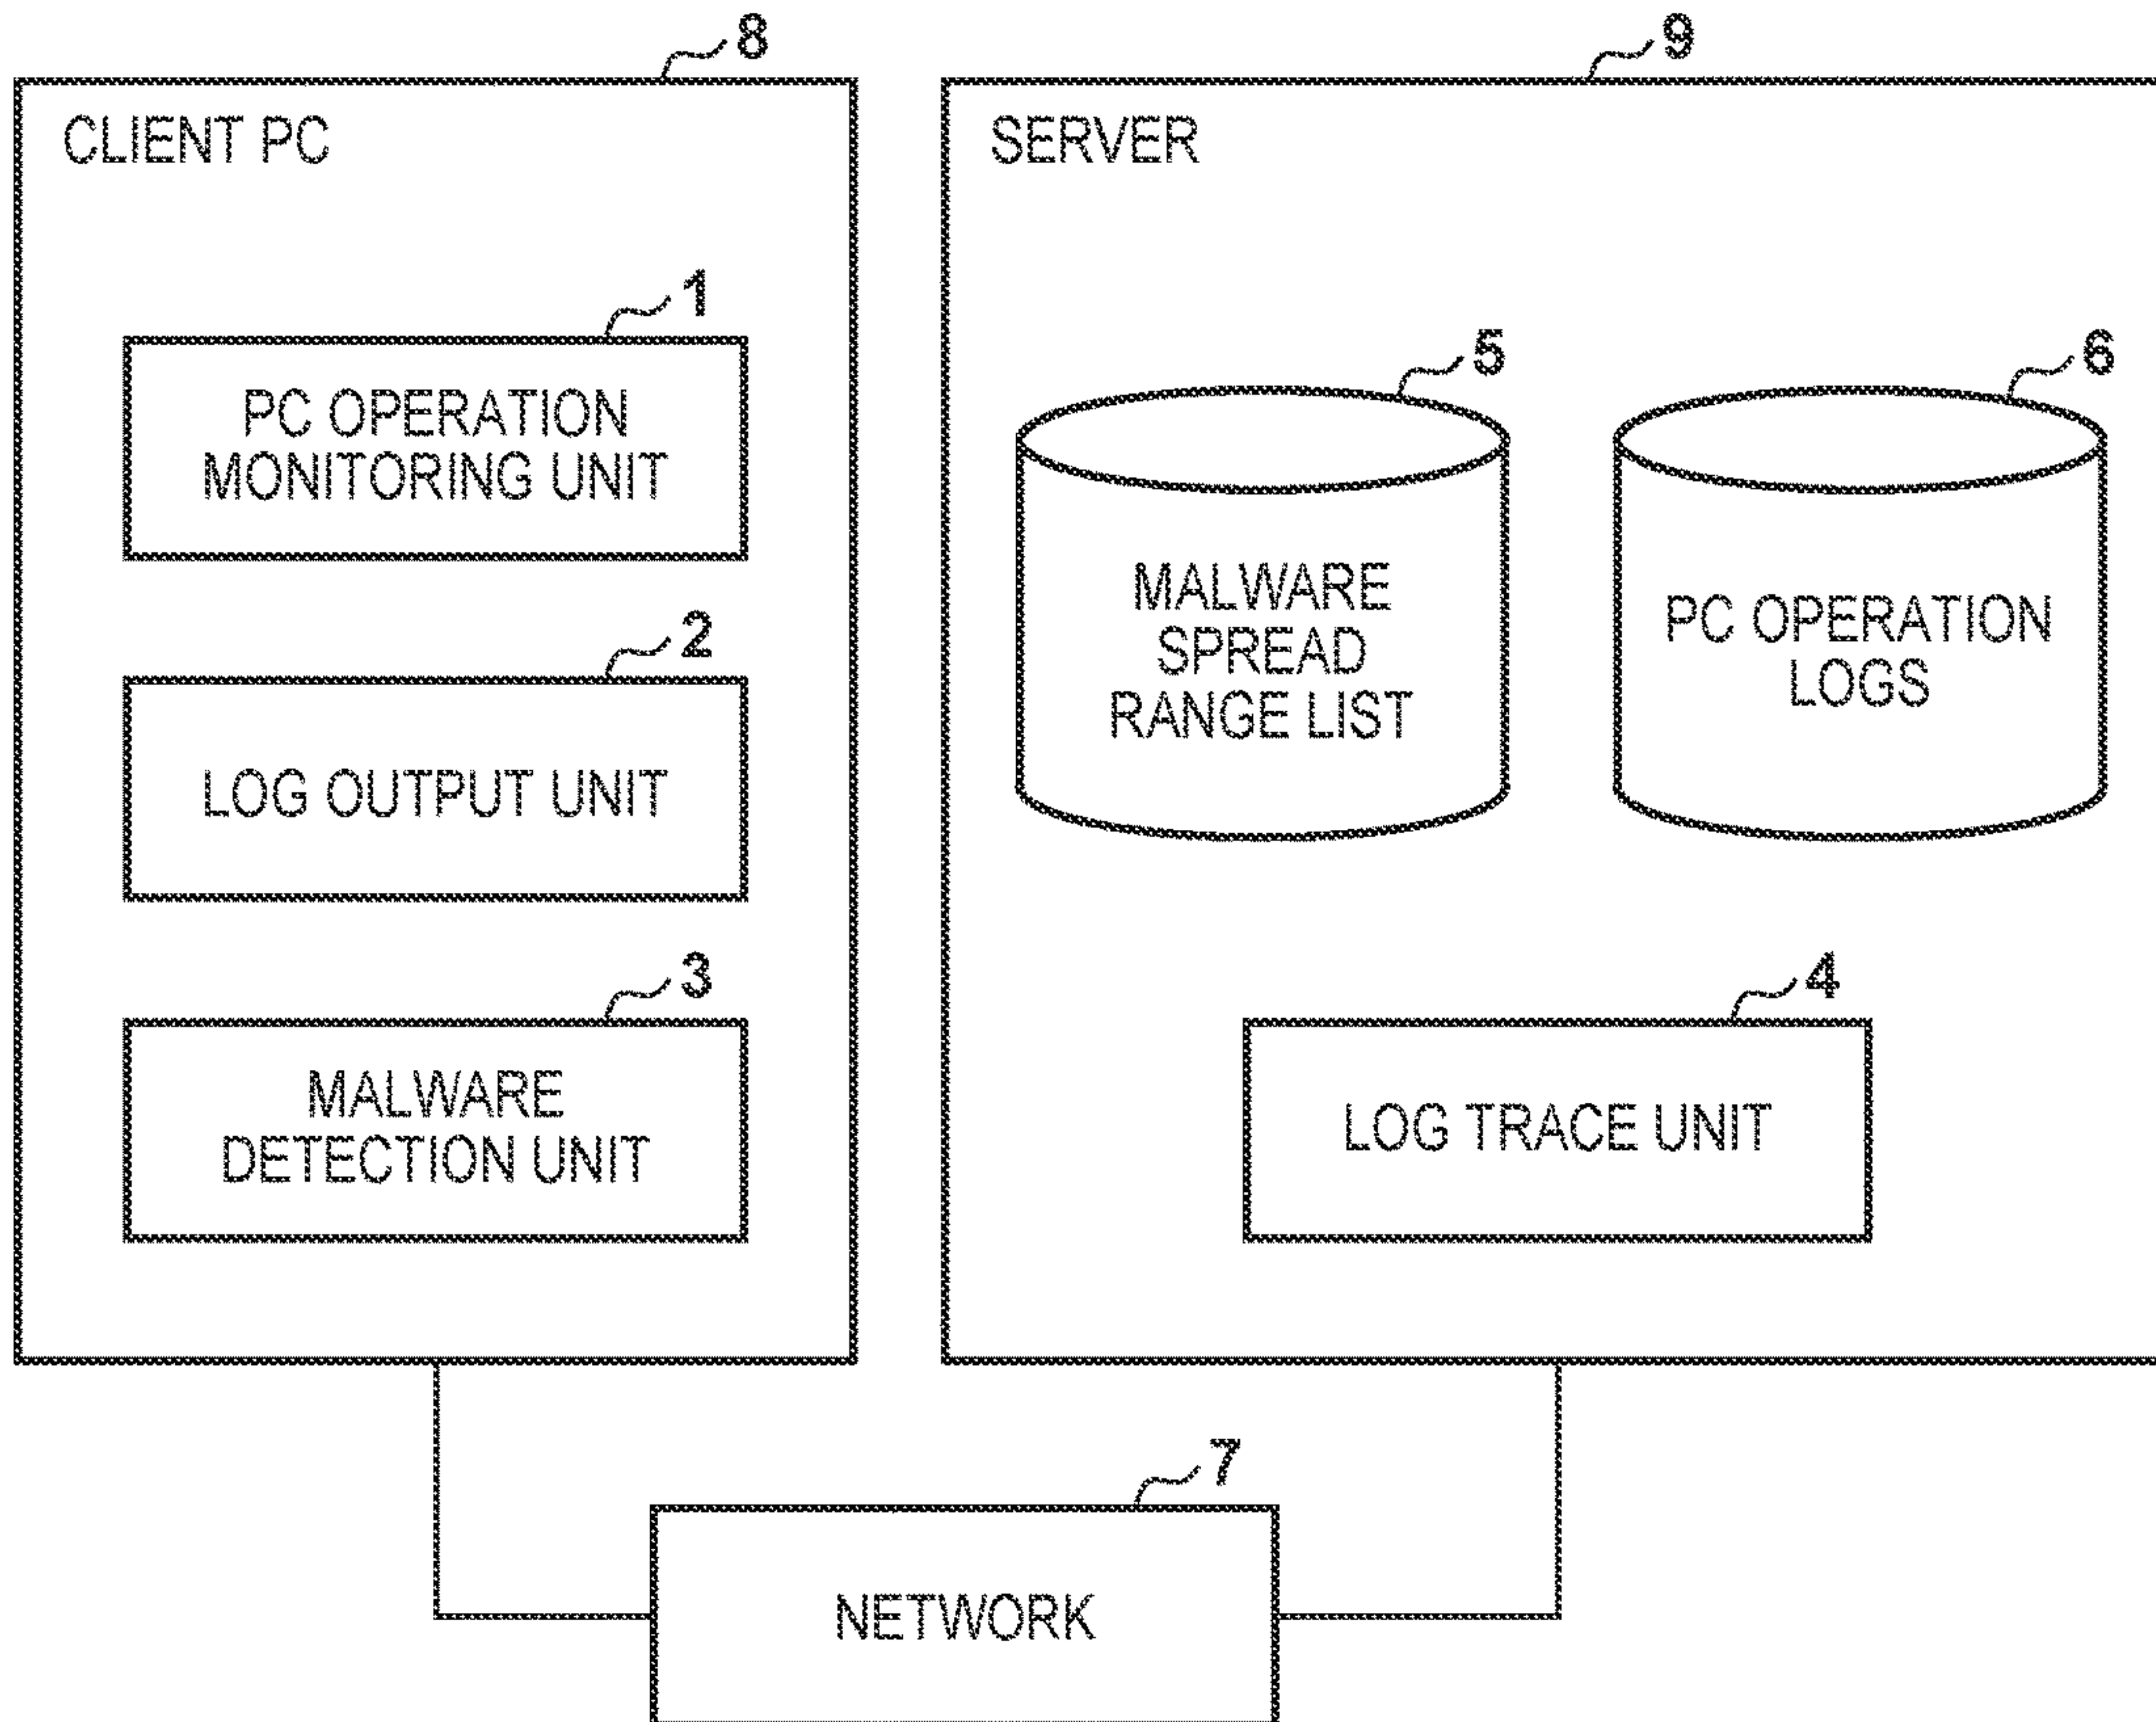 8
CLIENT PC
1
PC OPERATION
MONITORING UNIT
2
LOG OUTPUT UNIT
3
MALWARE
DETECTION UNIT
9
SERVER
5
MALWARE
SPREAD
RANGE LIST
6
PC OPERATION
LOGS
4
LOG TRACE UNIT
7
NETWORK